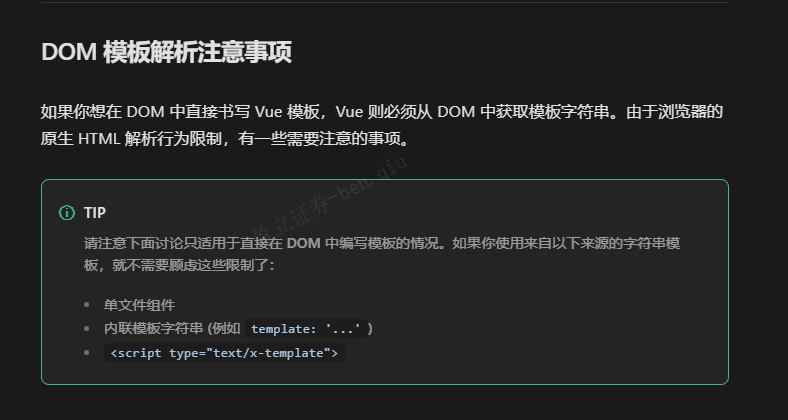 DOM 模板解析注意事项
如果你想在 DOM 中直接书写 Vue 模板，Vue 则必须从 DOM 中获取模板字符串。由于浏览器的
原生 HTML 解析行为限制，有一些需要注意的事项。
盈立证券-ben.qiu
TIP
请注意下面讨论只适用于直接在 DOM 中编写模板的情况。如果你使用来自以下来源的字符串模
板，就不需要顾虑这些限制了：
单文件组件
内联模板字符串 (例如 template: '...' )
<script type="text/x-template">